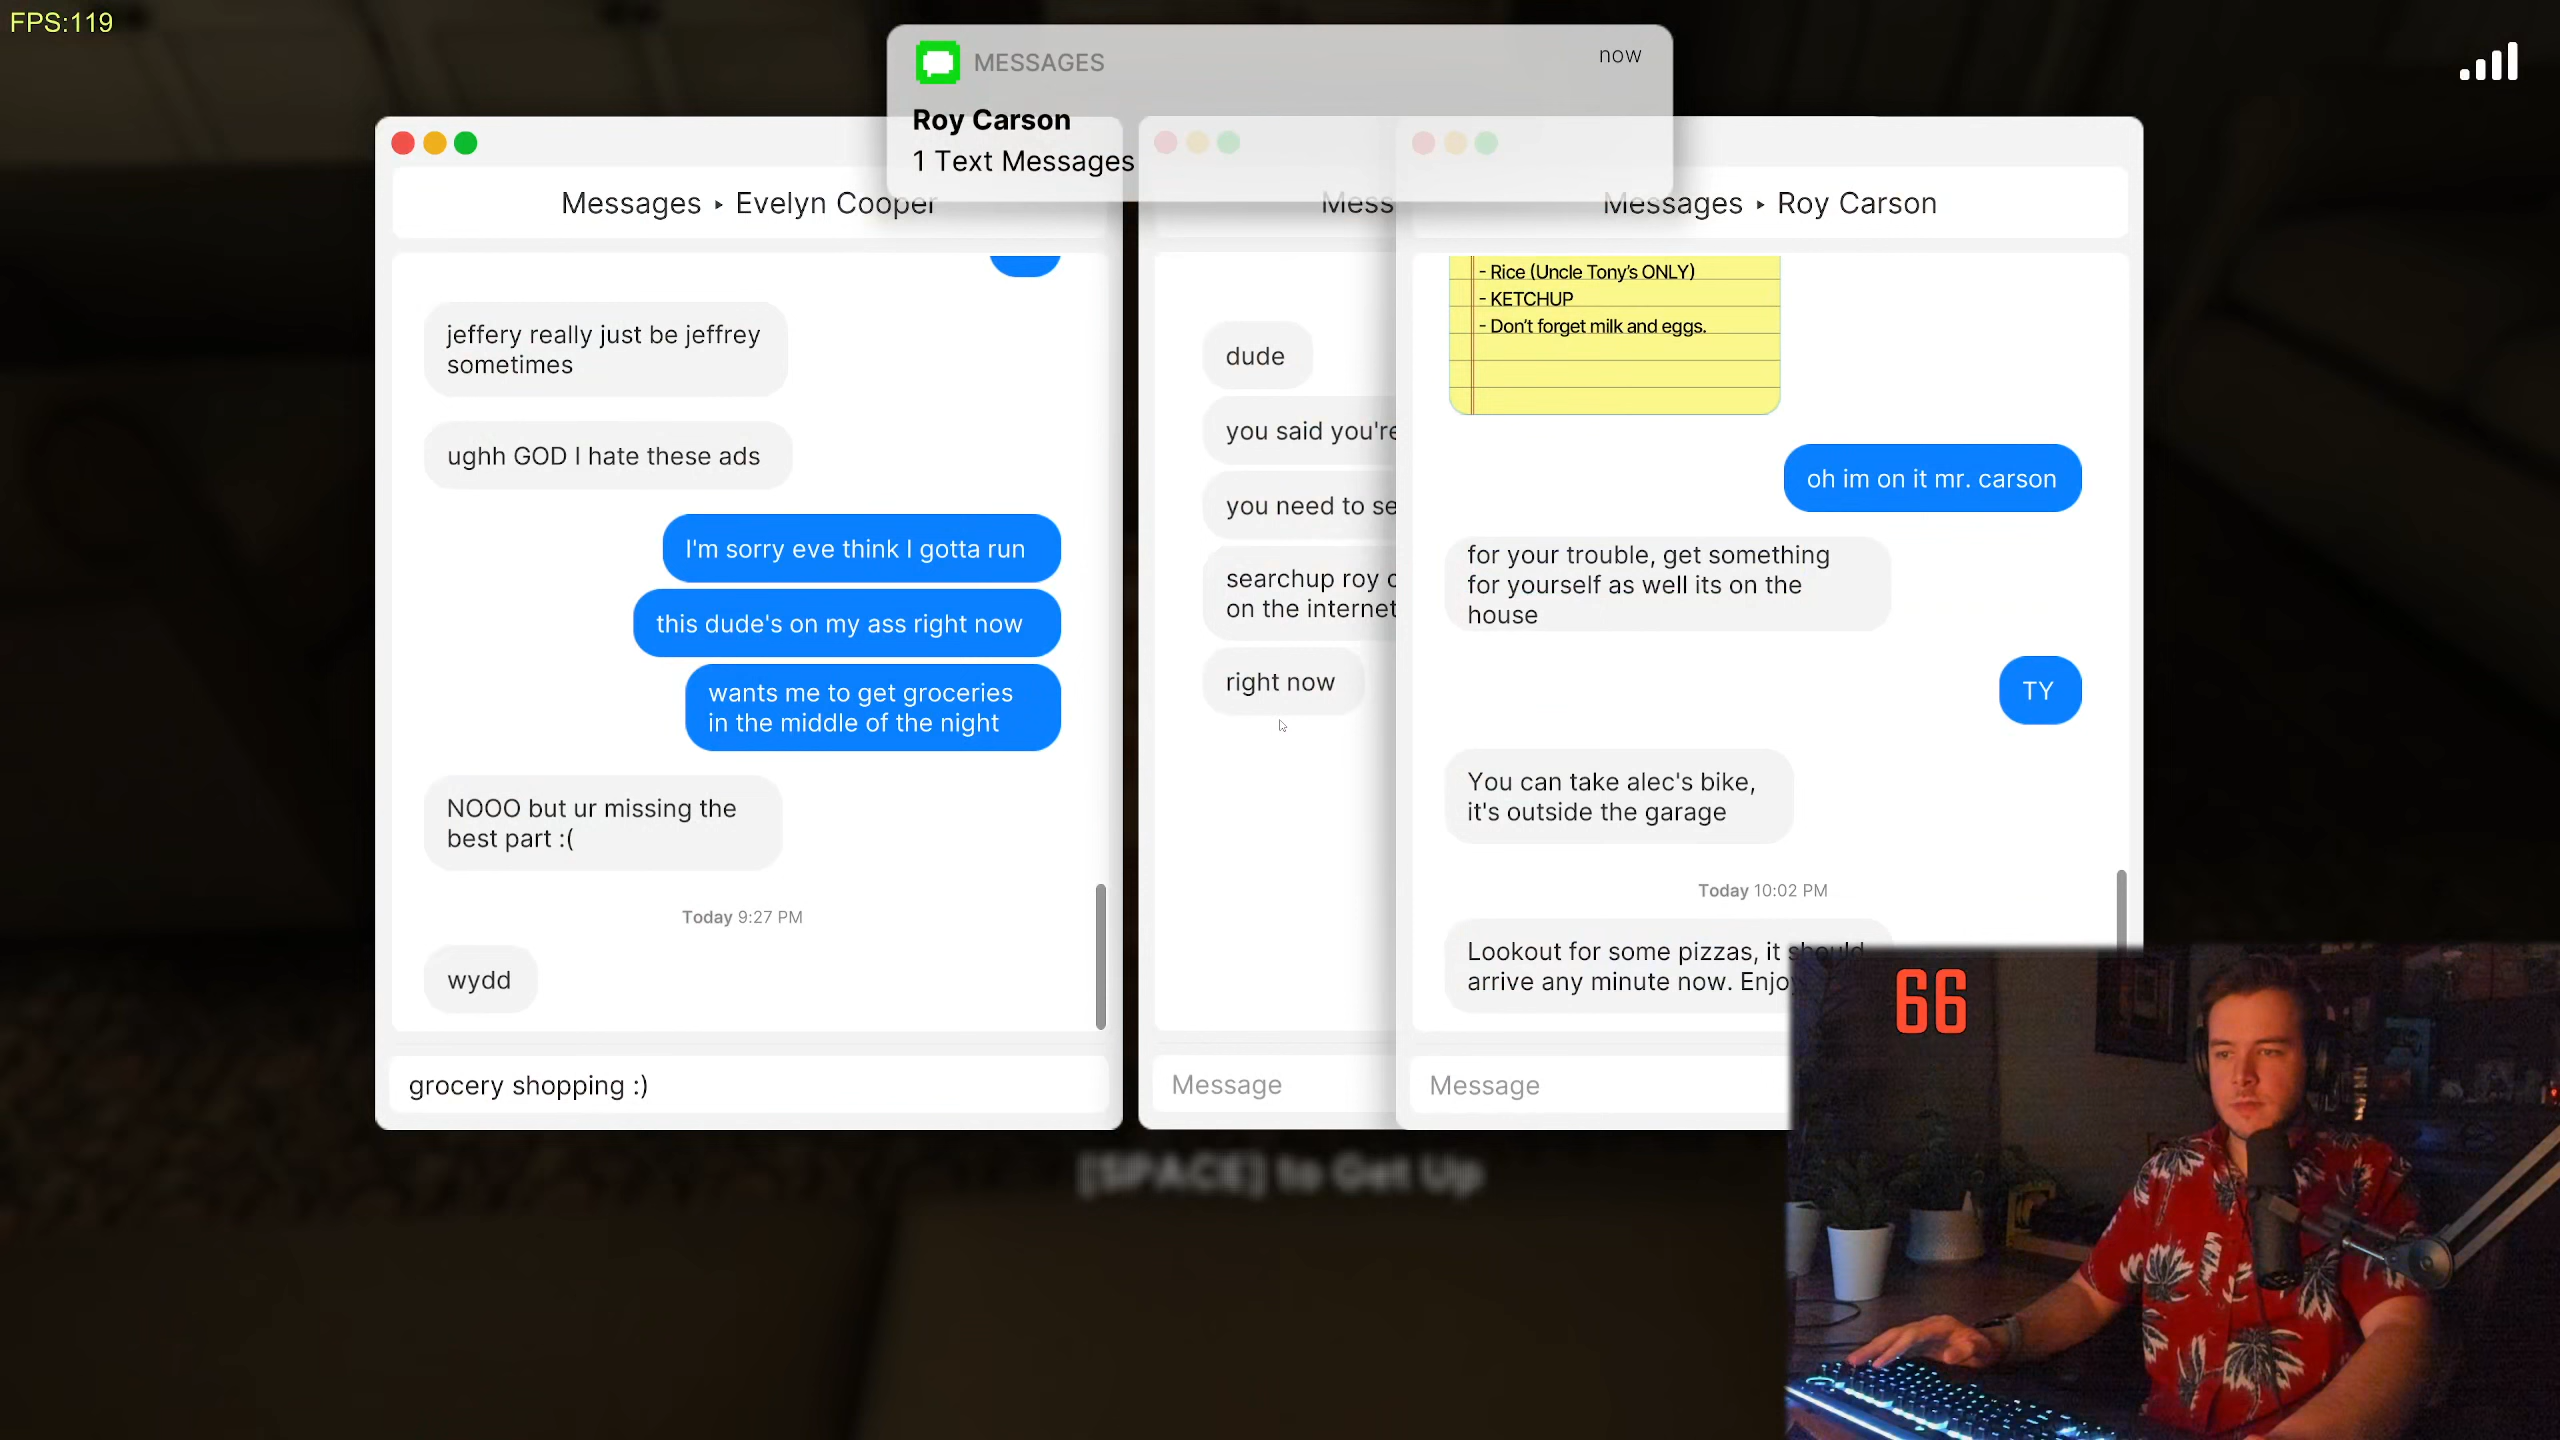 FPS:119
MESSAGES
now
Roy Carson
1 Text Messages
Messages ▸ Evelyn Cooper
jeffery really just be jeffrey
sometimes
ughh GOD I hate these ads
I'm sorry eve think I gotta run
this dude's on my ass right now
wants me to get groceries
in the middle of the night
NOOO but ur missing the
best part :(
Today 9:27 PM
wydd
grocery shopping :)
Mess
dude
you said you're
you need to se
searchup roy c
on the internet
right now
Message
Messages ▸ Roy Carson
- Rice (Uncle Tony's ONLY)
- KETCHUP
- Don't forget milk and eggs.
oh im on it mr. carson
for your trouble, get something
for yourself as well its on the
house
TY
You can take alec's bike,
it's outside the garage
Today 10:02 PM
Lookout for some pizzas, it should
arrive any minute now. Enjoy
Message
66
[SPACE] to Get Up